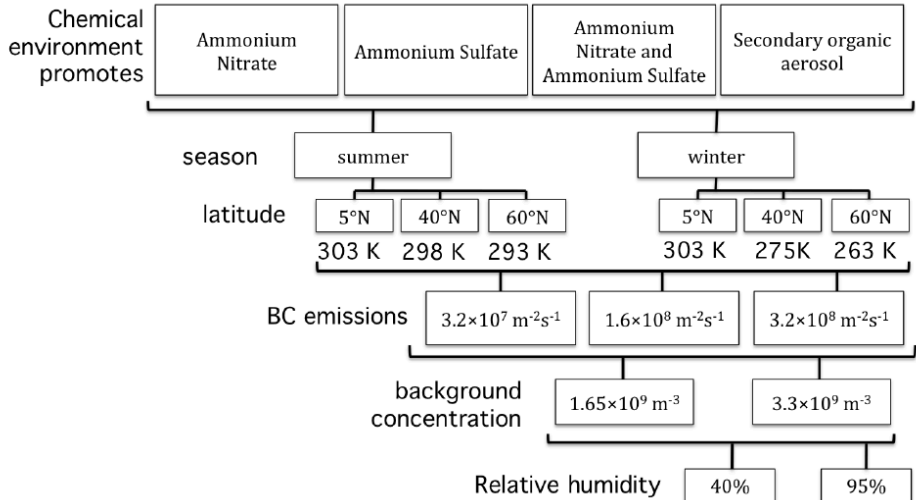 Chemical
environment
promotes
Ammonium
Nitrate
Ammonium Sulfate
Ammonium
Nitrate and
Ammonium Sulfate
Secondary organic
aerosol
season
summer
winter
latitude
5°N
40°N
60°N
5°N
40°N
60°N
303 K
298 K
293 K
303 K
275K
263 K
BC emissions
3.2×10⁷ m⁻²s⁻¹
1.6×10⁸ m⁻²s⁻¹
3.2×10⁸ m⁻²s⁻¹
background
concentration
1.65×10⁹ m⁻³
3.3×10⁹ m⁻³
Relative humidity
40%
95%